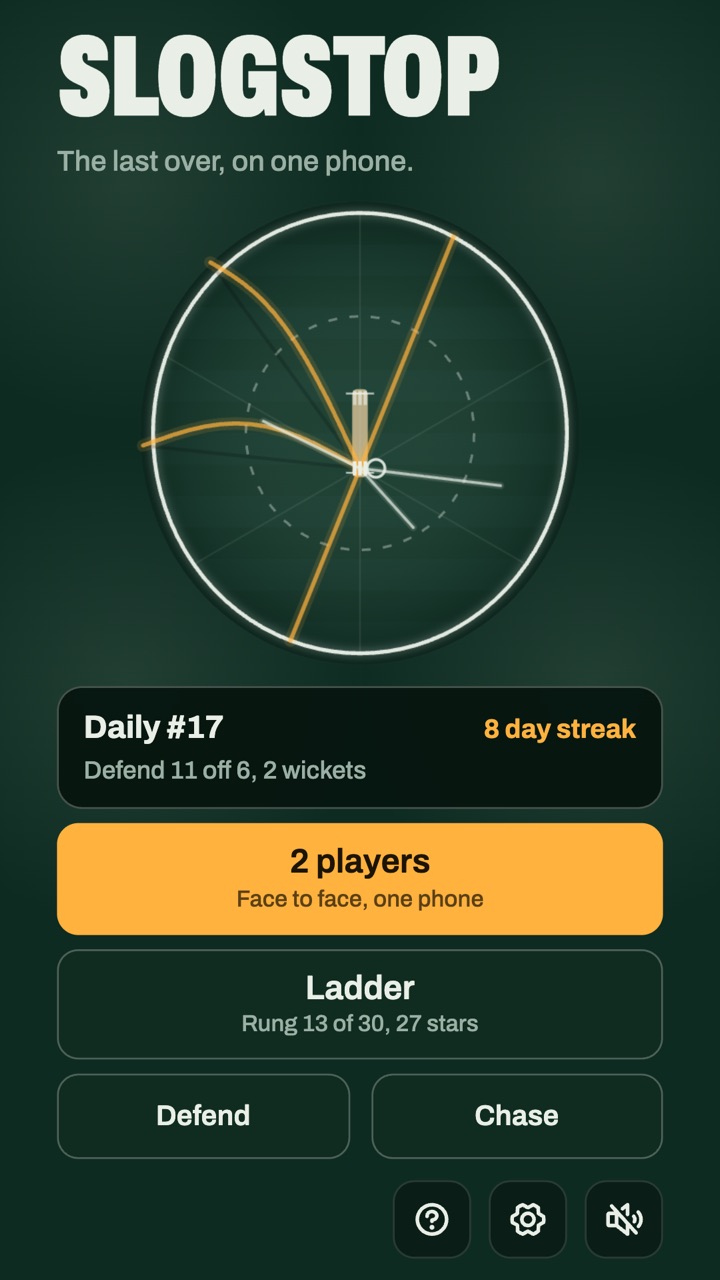 SLOGSTOP
The last over, on one phone.
Daily #17
8 day streak
Defend 11 off 6, 2 wickets
2 players
Face to face, one phone
Ladder
Rung 13 of 30, 27 stars
Defend
Chase